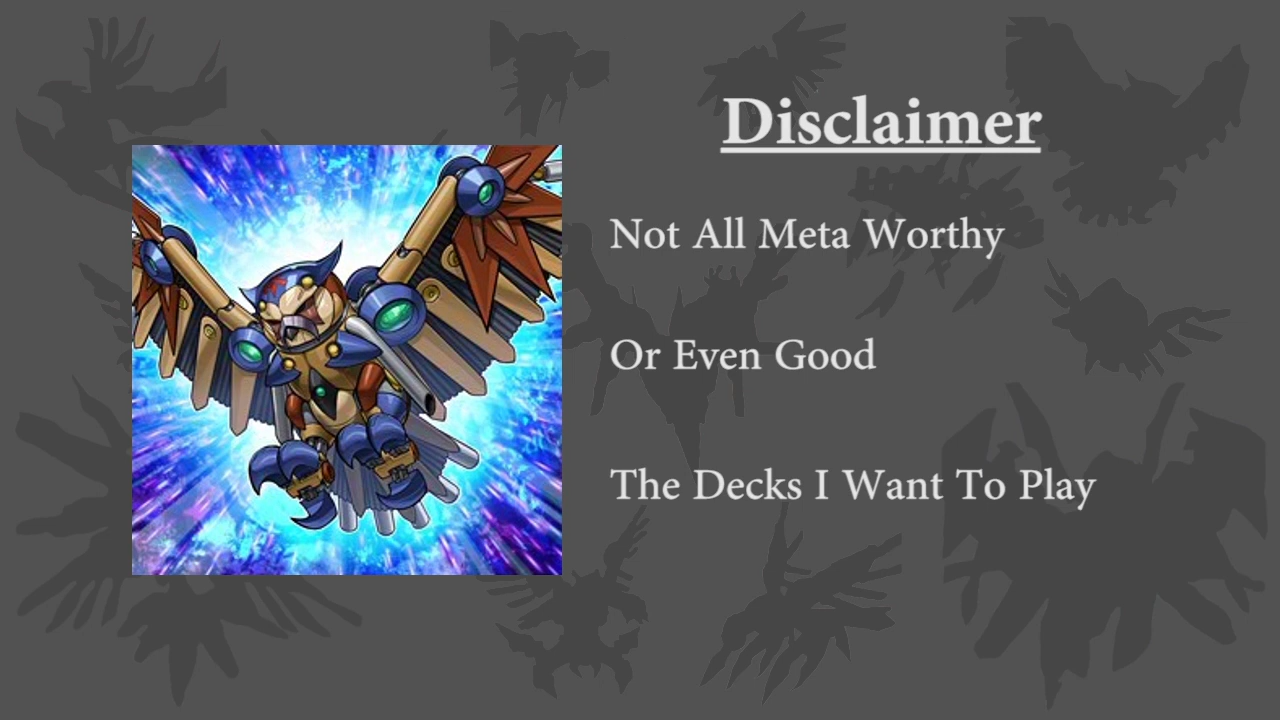 Disclaimer
Not All Meta Worthy
Or Even Good
The Decks I Want To Play